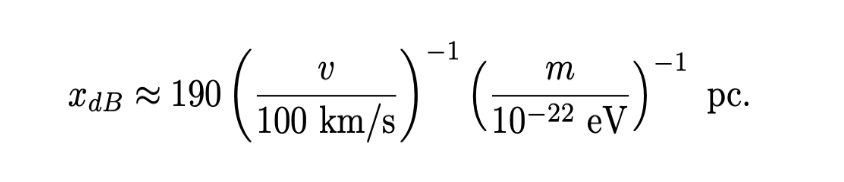 x_{dB} ≈ 190 (v / 100 km/s)^{−1} (m / 10^{−22} eV)^{−1} pc.